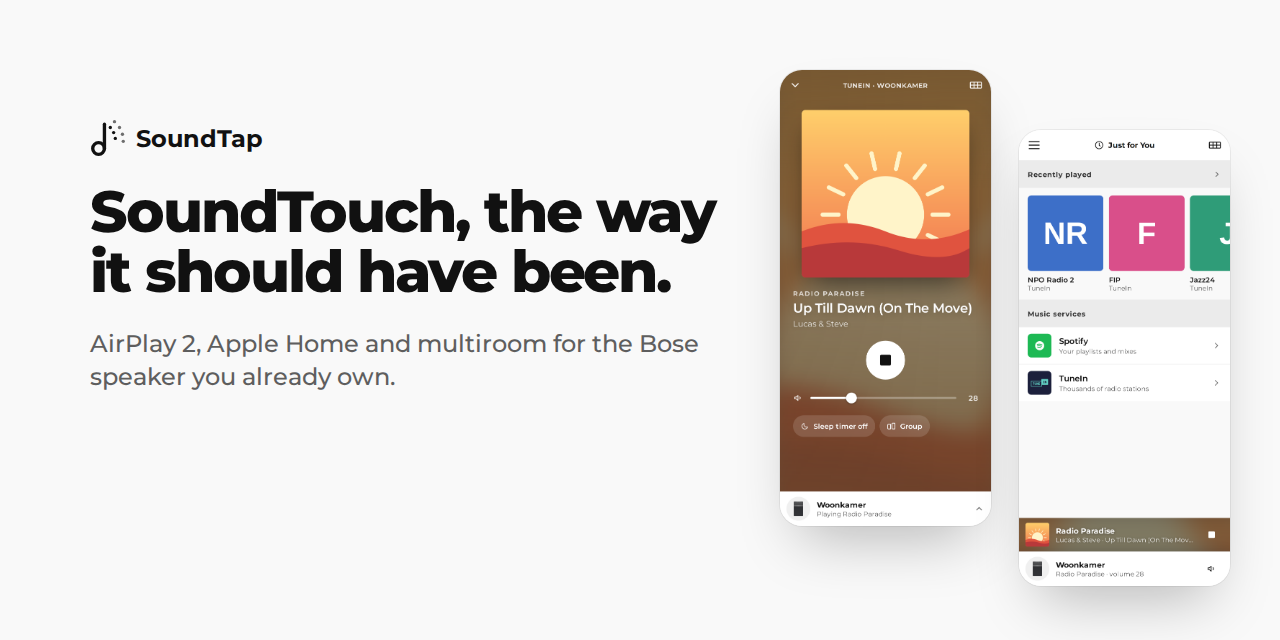 SoundTap
SoundTouch, the way
it should have been.
AirPlay 2, Apple Home and multiroom for the Bose
speaker you already own.
TUNEIN · WOONKAMER
RADIO PARADISE
Up Till Dawn (On The Move)
Lucas & Steve
28
Sleep timer off
Group
Woonkamer
Playing Radio Paradise
Just for You
Recently played
NR
F
J
NPO Radio 2
TuneIn
FIP
TuneIn
Jazz24
TuneIn
Music services
Spotify
Your playlists and mixes
TuneIn
Thousands of radio stations
Radio Paradise
Lucas & Steve · Up Till Dawn (On The Mov...
Woonkamer
Radio Paradise · volume 28